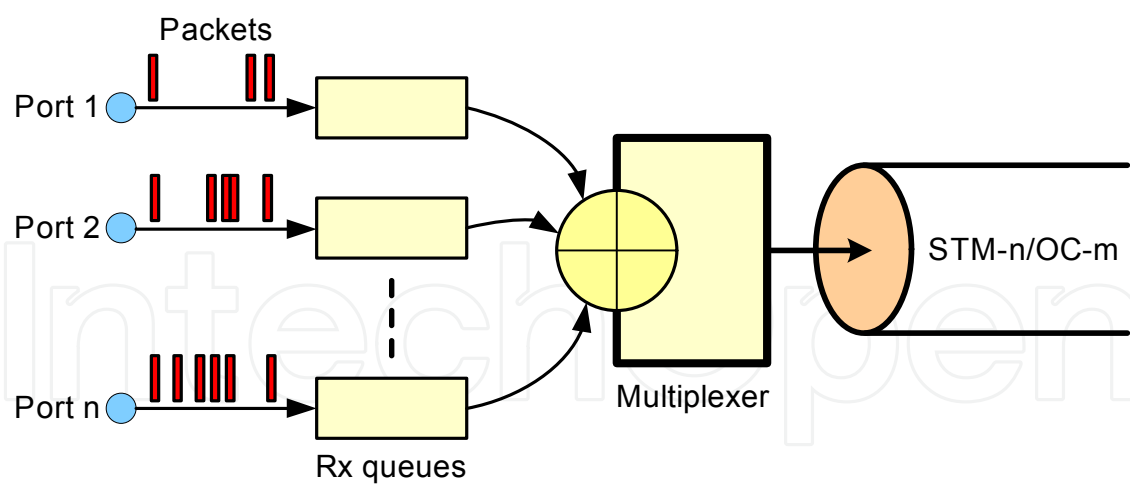 Packets
Port 1
Port 2
Port n
Rx queues
Multiplexer
STM-n/OC-m
IntechOpen